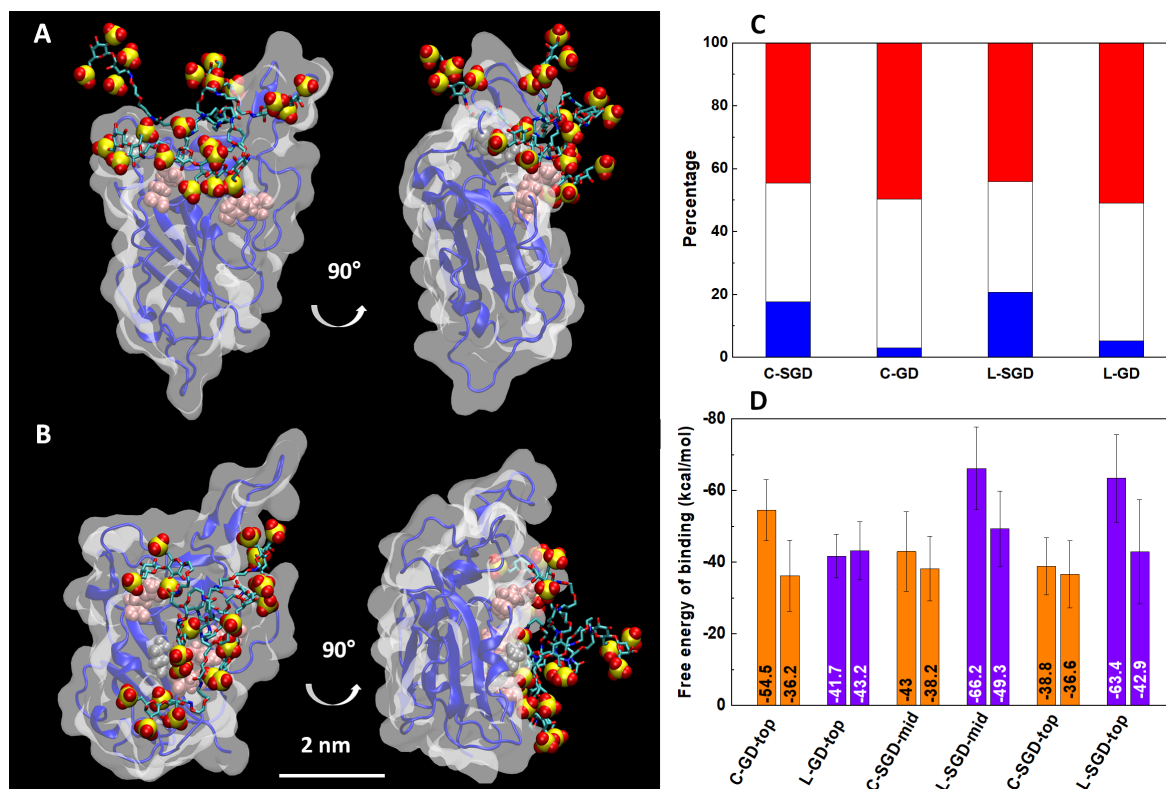 A
90°
B
90°
2 nm
C
100
80
60
40
20
0
Percentage
C-SGD C-GD L-SGD L-GD
D
-80
-60
-40
-20
0
Free energy of binding (kcal/mol)
-54.5 -36.2 -41.7 -43.2 -43 -38.2 -66.2 -49.3 -38.8 -36.6 -63.4 -42.9
C-GD-top L-GD-top C-SGD-mid L-SGD-mid C-SGD-top L-SGD-top